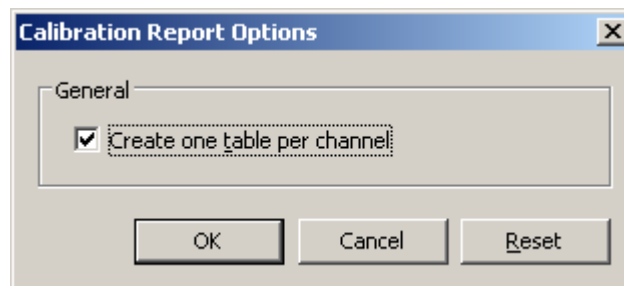 Calibration Report Options
General
Create one table per channel
OK Cancel Reset